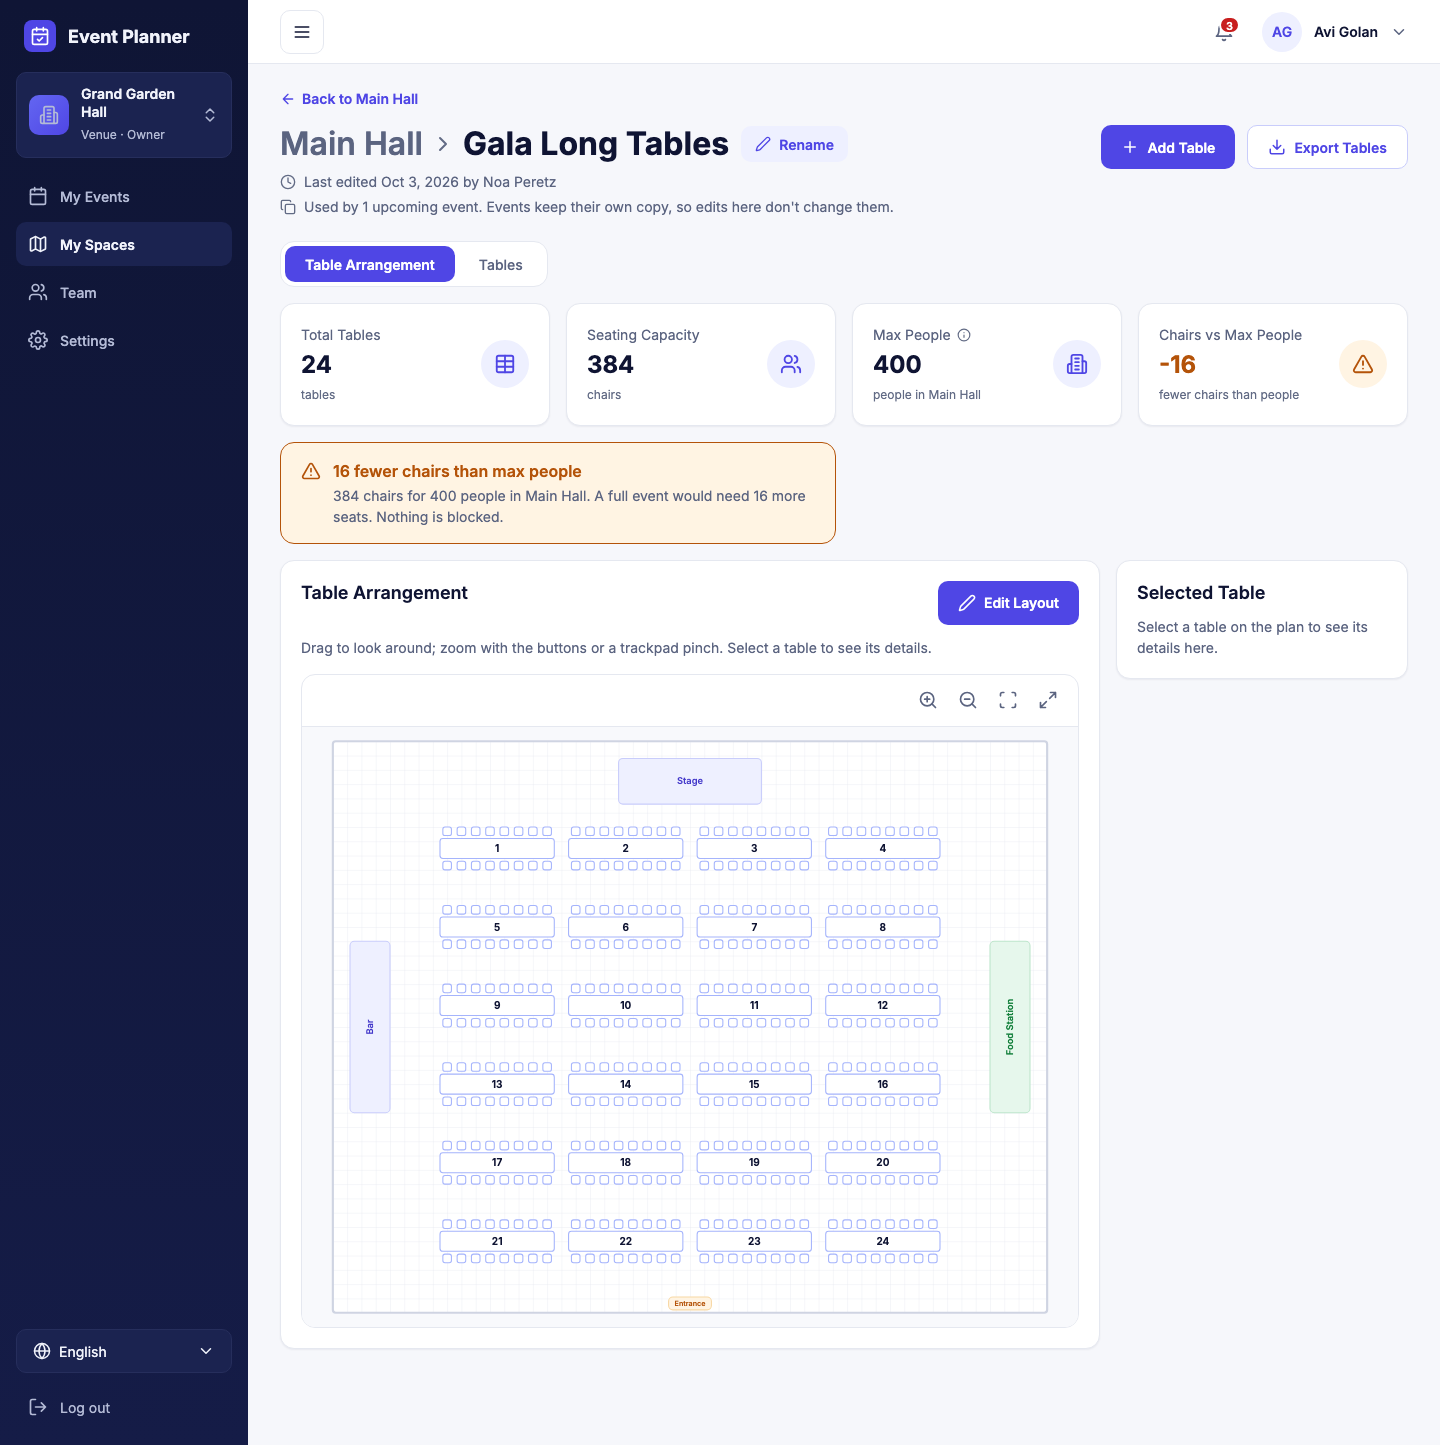 Event Planner
Grand Garden
Hall
Venue · Owner
My Events
My Spaces
Team
Settings
English
Log out
3
AG
Avi Golan
Back to Main Hall
Main Hall > Gala Long Tables
Rename
Add Table
Export Tables
Last edited Oct 3, 2026 by Noa Peretz
Used by 1 upcoming event. Events keep their own copy, so edits here don't change them.
Table Arrangement
Tables
Total Tables
24
tables
Seating Capacity
384
chairs
Max People
400
people in Main Hall
Chairs vs Max People
-16
fewer chairs than people
16 fewer chairs than max people
384 chairs for 400 people in Main Hall. A full event would need 16 more
seats. Nothing is blocked.
Table Arrangement
Edit Layout
Drag to look around; zoom with the buttons or a trackpad pinch. Select a table to see its details.
Stage
1 2 3 4
5 6 7 8
9 10 11 12
Bar
Food Station
13 14 15 16
17 18 19 20
21 22 23 24
Entrance
Selected Table
Select a table on the plan to see its
details here.